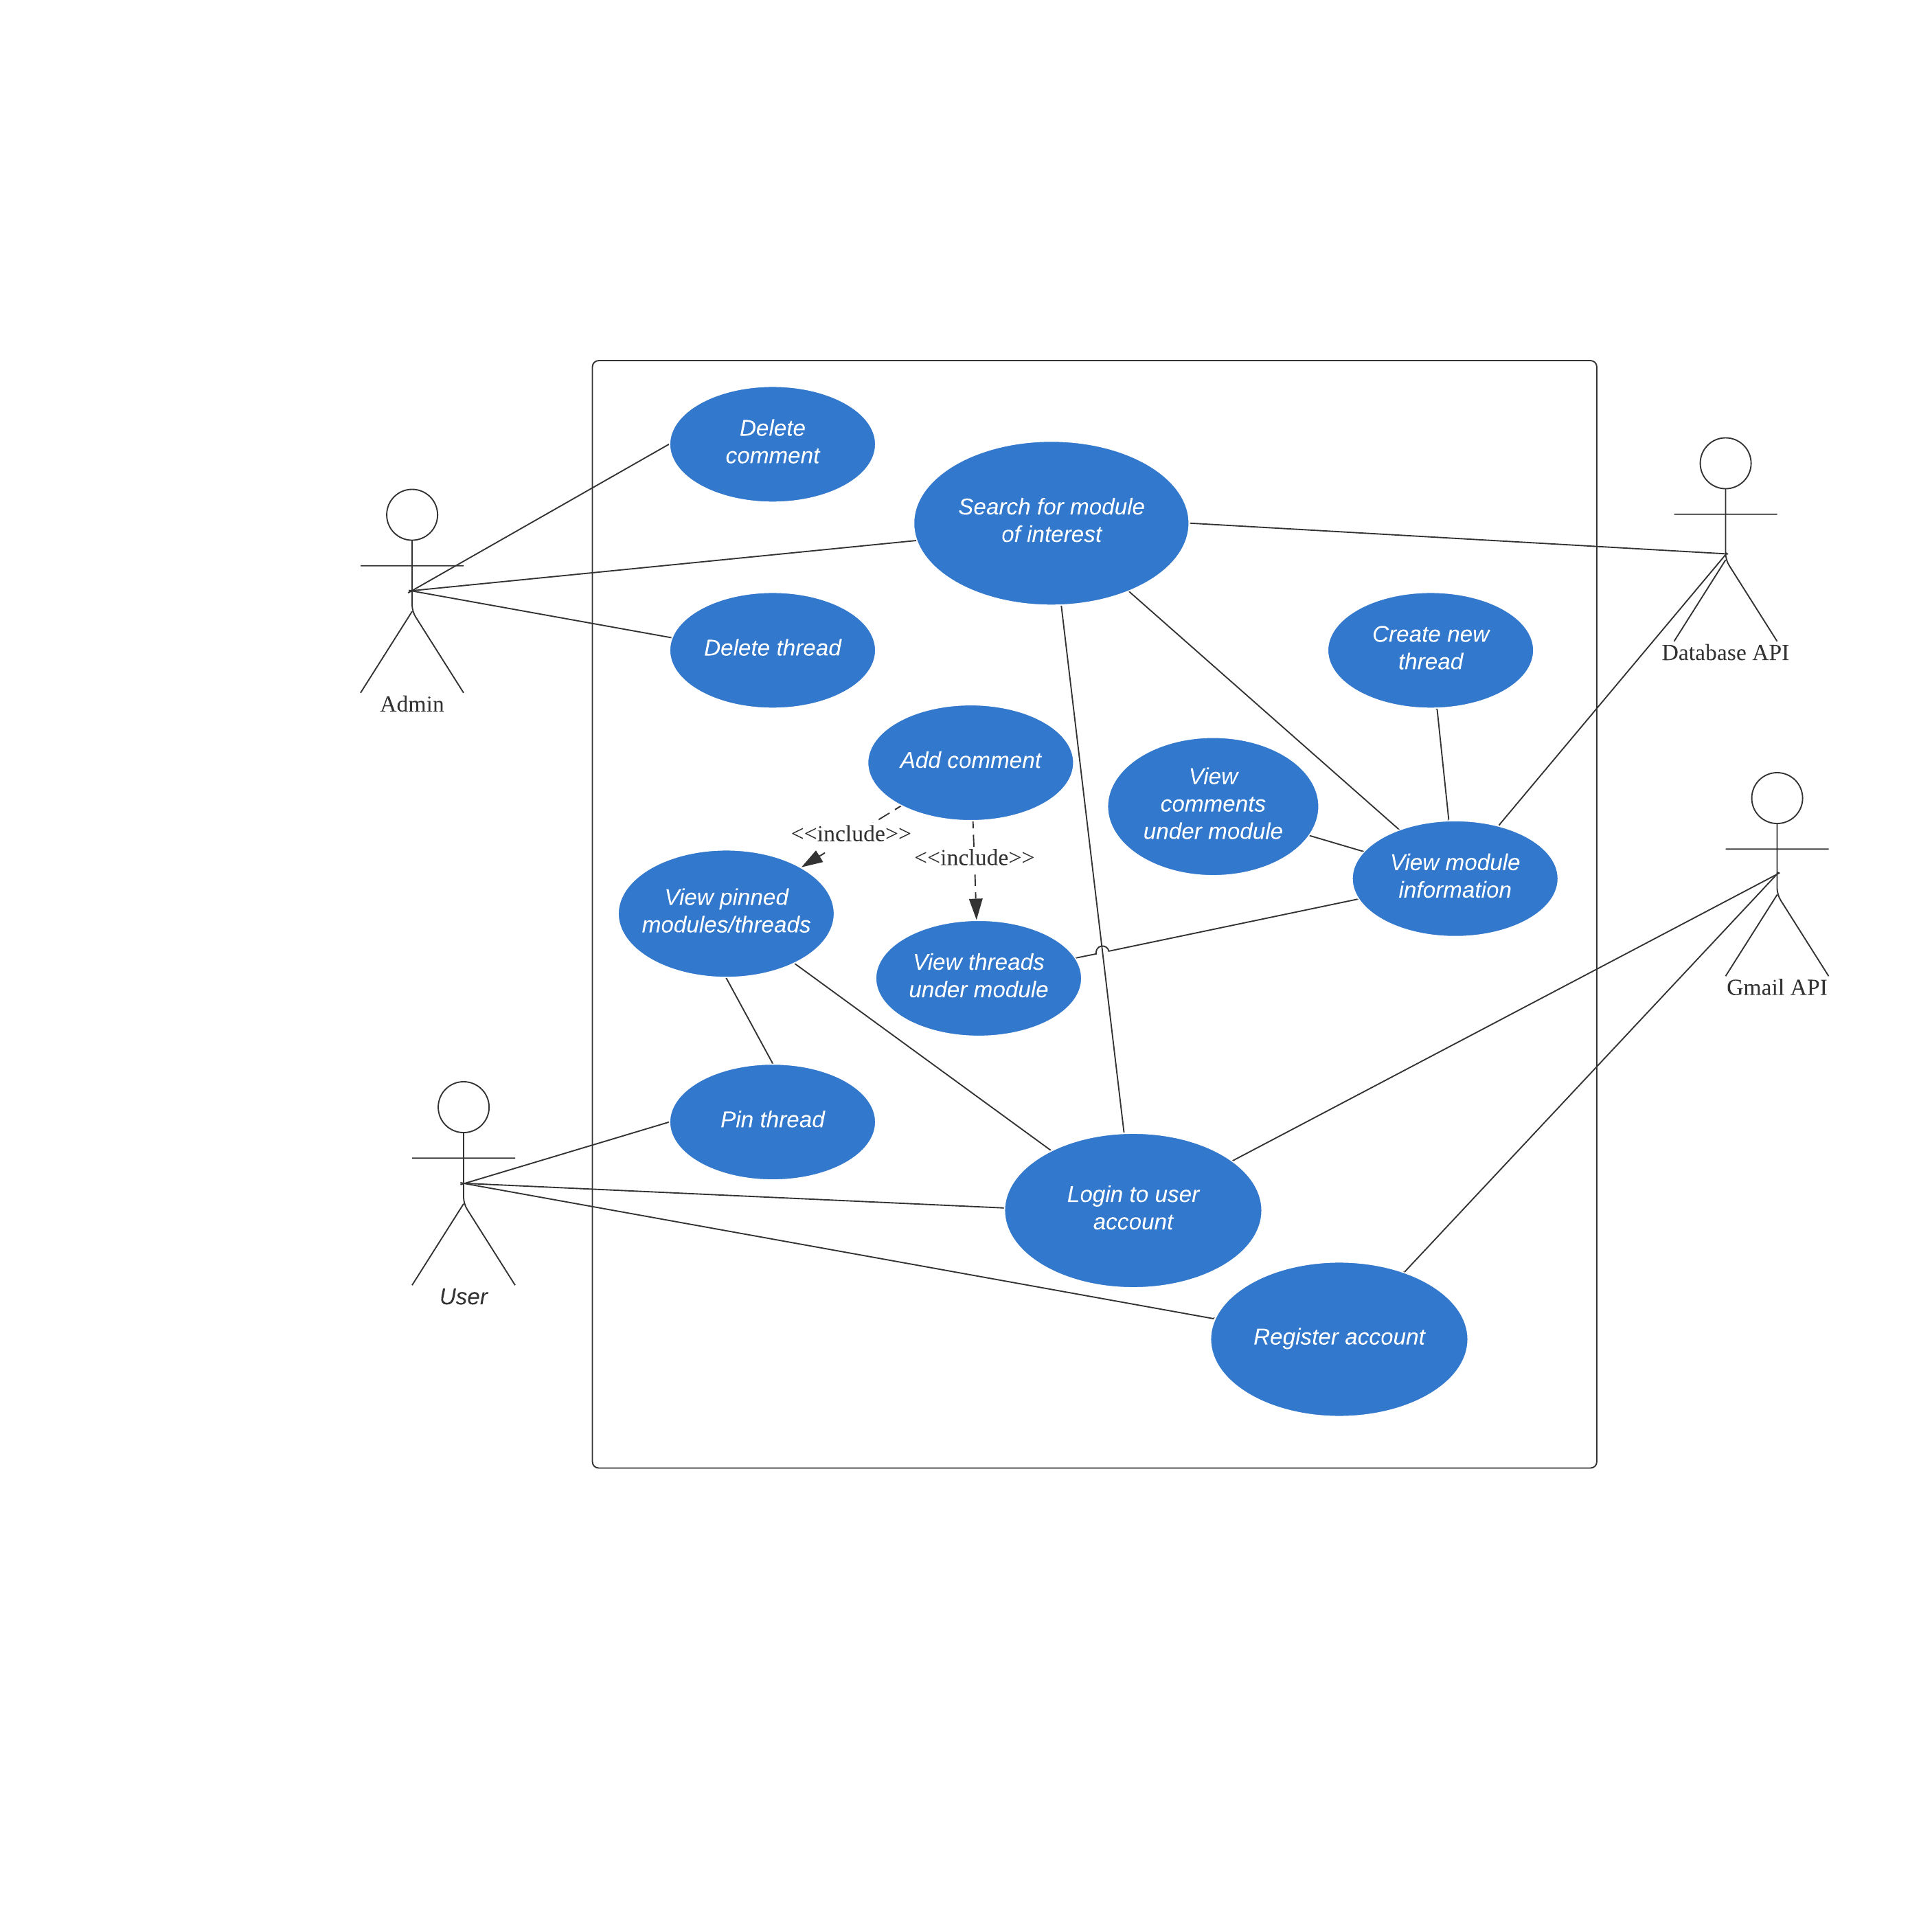 Delete
comment
Search for module
of interest
Create new
thread
Delete thread
Database API
Admin
Add comment
View
comments
under module
<<include>>
<<include>>
View module
information
View pinned
modules/threads
View threads
under module
Gmail API
Pin thread
Login to user
account
User
Register account